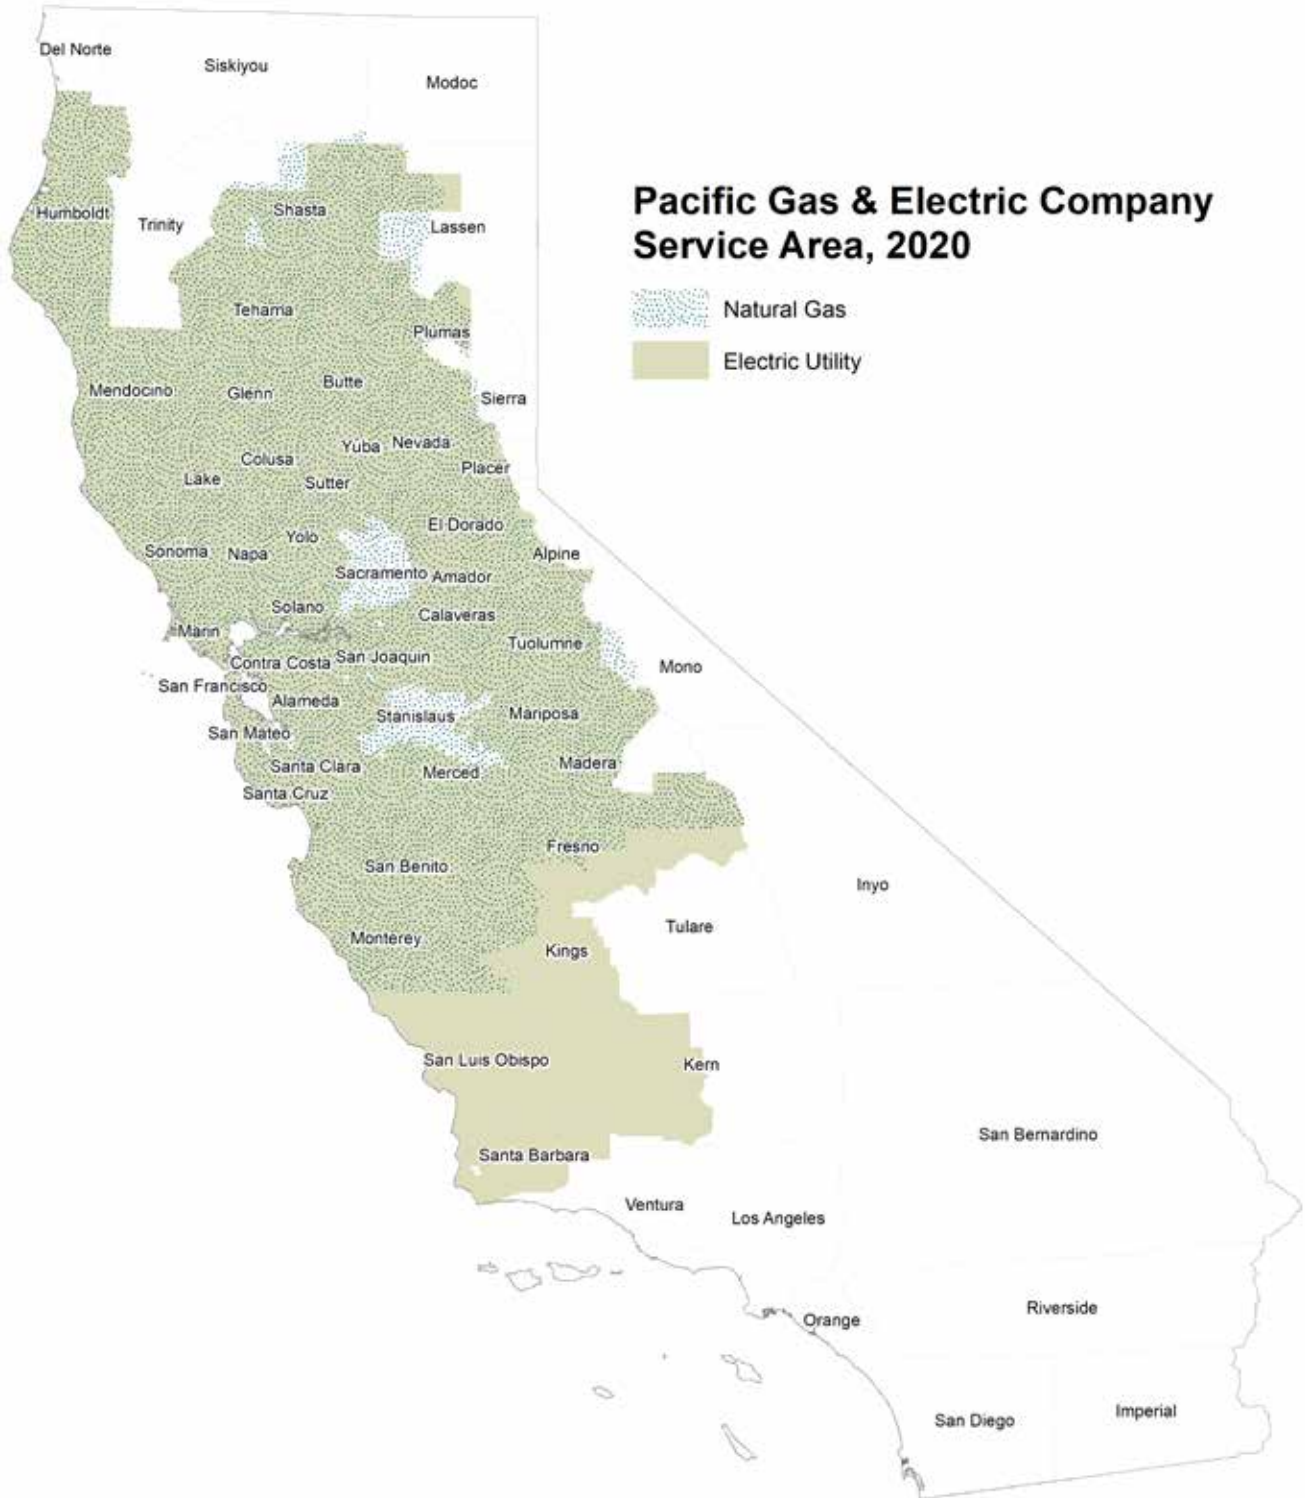 Del Norte
Siskiyou
Modoc
Pacific Gas & Electric Company
Service Area, 2020
Natural Gas
Electric Utility
Humboldt
Trinity
Shasta
Lassen
Tehama
Plumas
Mendocino
Glenn
Butte
Sierra
Yuba
Nevada
Colusa
Placer
Lake
Sutter
El Dorado
Yolo
Sonoma
Napa
Alpine
Sacramento
Amador
Solano
Calaveras
Marin
Tuolumne
Contra Costa
San Joaquin
Mono
San Francisco
Alameda
Stanislaus
Mariposa
San Mateo
Santa Clara
Merced
Madera
Santa Cruz
Fresno
San Benito
Inyo
Tulare
Monterey
Kings
San Luis Obispo
Kern
San Bernardino
Santa Barbara
Ventura
Los Angeles
Riverside
Orange
Imperial
San Diego